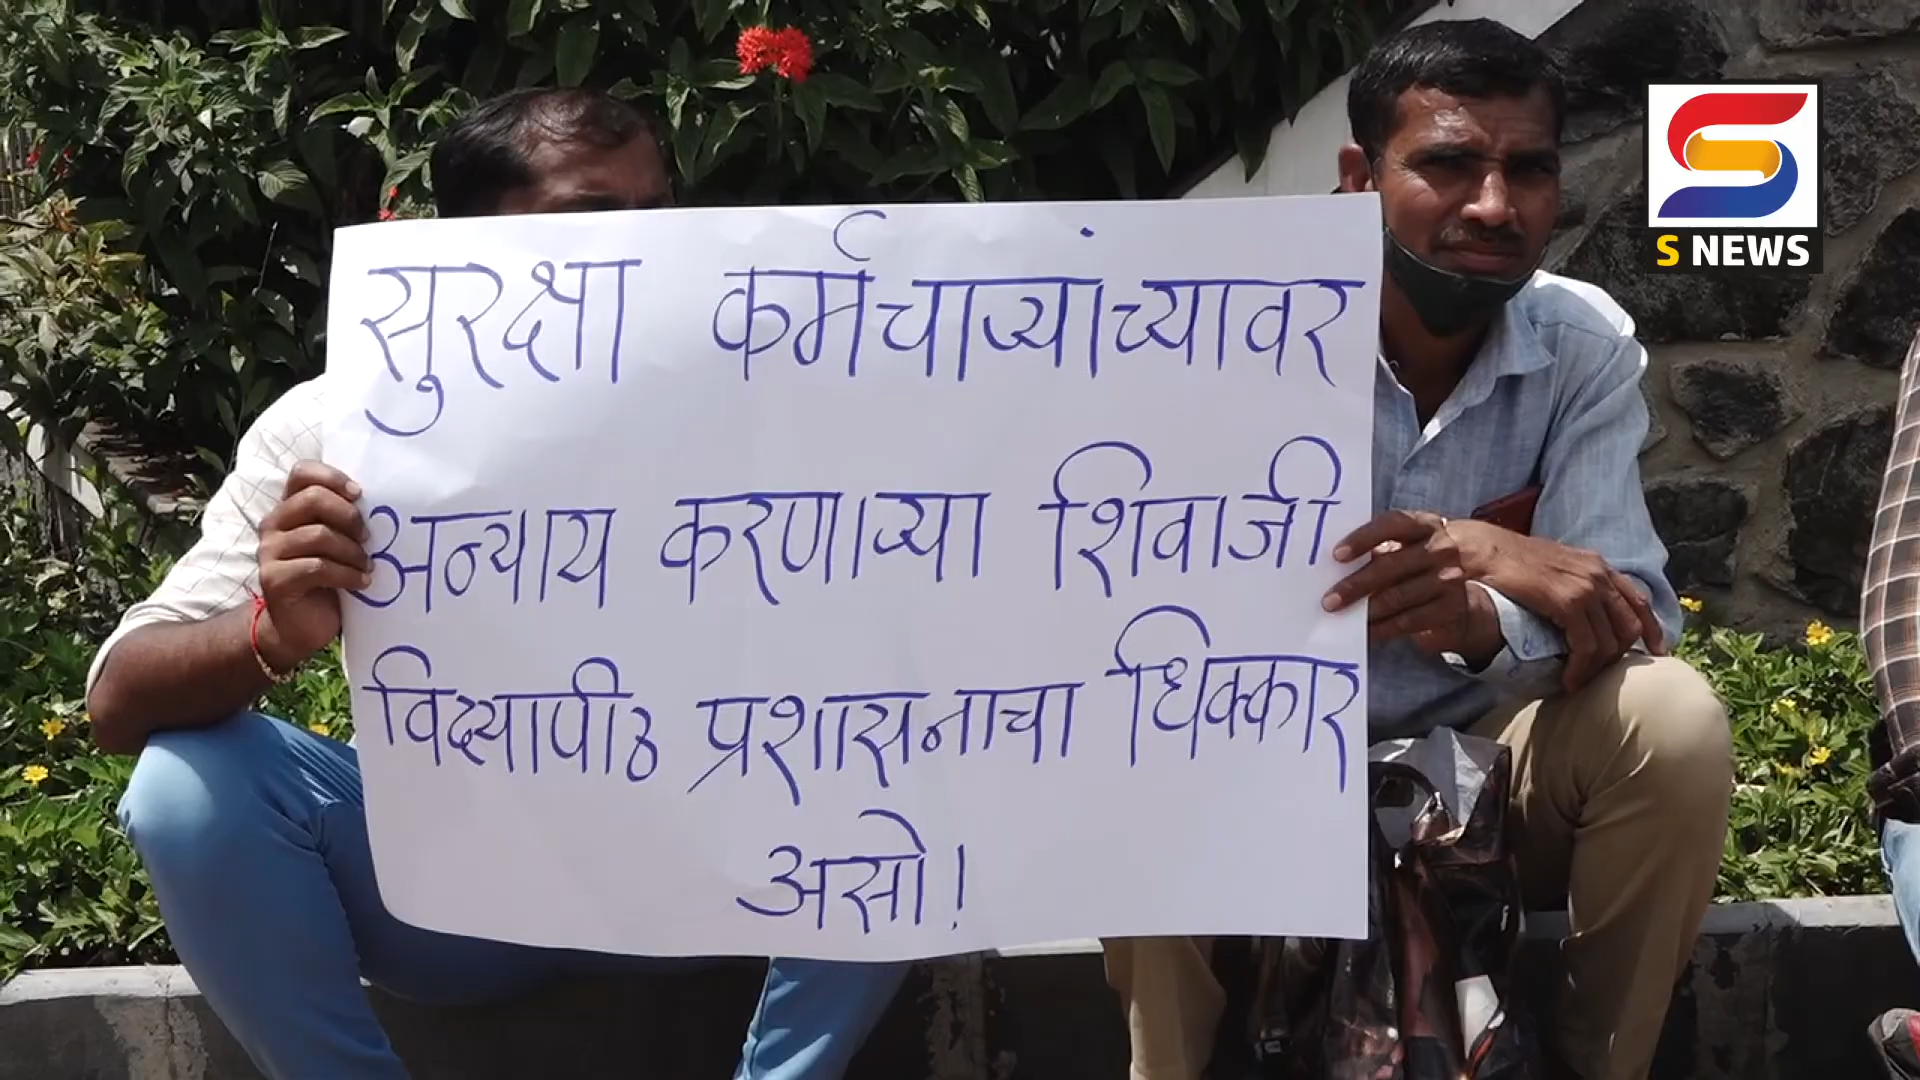 सुरक्षा कर्मचाऱ्यांच्यावर
अन्याय करणाऱ्या शिवाजी
विद्यापीठ प्रशासनाचा धिक्कार
असो!
S NEWS